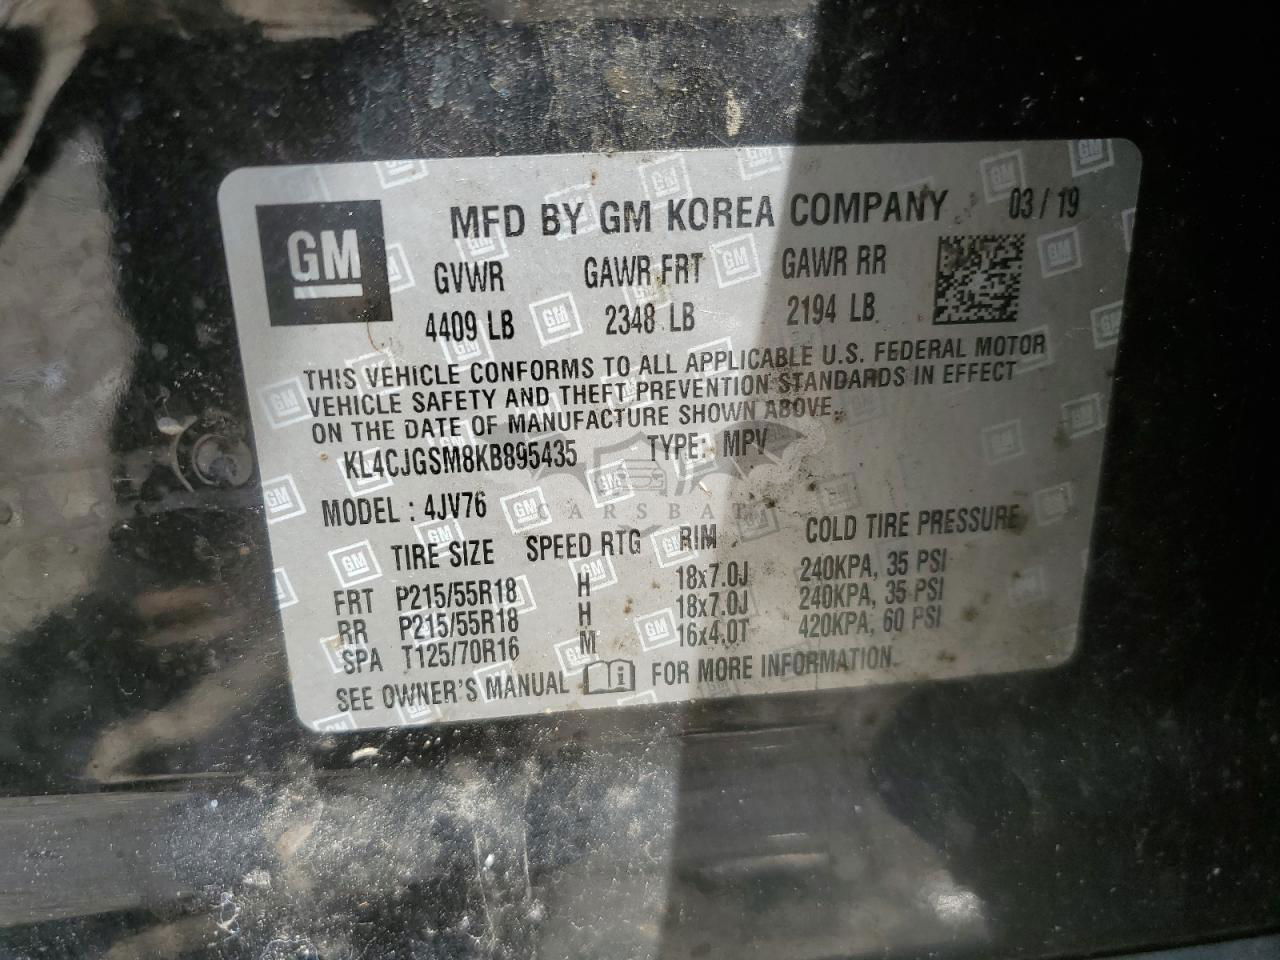 GM
MFD BY GM KOREA COMPANY 03/19
GVWR GAWR FRT GAWR RR
4409 LB 2348 LB 2194 LB
THIS VEHICLE CONFORMS TO ALL APPLICABLE U.S. FEDERAL MOTOR
VEHICLE SAFETY AND THEFT PREVENTION STANDARDS IN EFFECT
ON THE DATE OF MANUFACTURE SHOWN ABOVE.
KL4CJGSM8KB895435 TYPE: MPV
MODEL: 4JV76
CARSBAT
TIRE SIZE SPEED RTG RIM COLD TIRE PRESSURE
FRT P215/55R18 H 18x7.0J 240KPA, 35 PSI
RR P215/55R18 H 18x7.0J 240KPA, 35 PSI
SPA T125/70R16 M 16x4.0T 420KPA, 60 PSI
SEE OWNER'S MANUAL i FOR MORE INFORMATION.